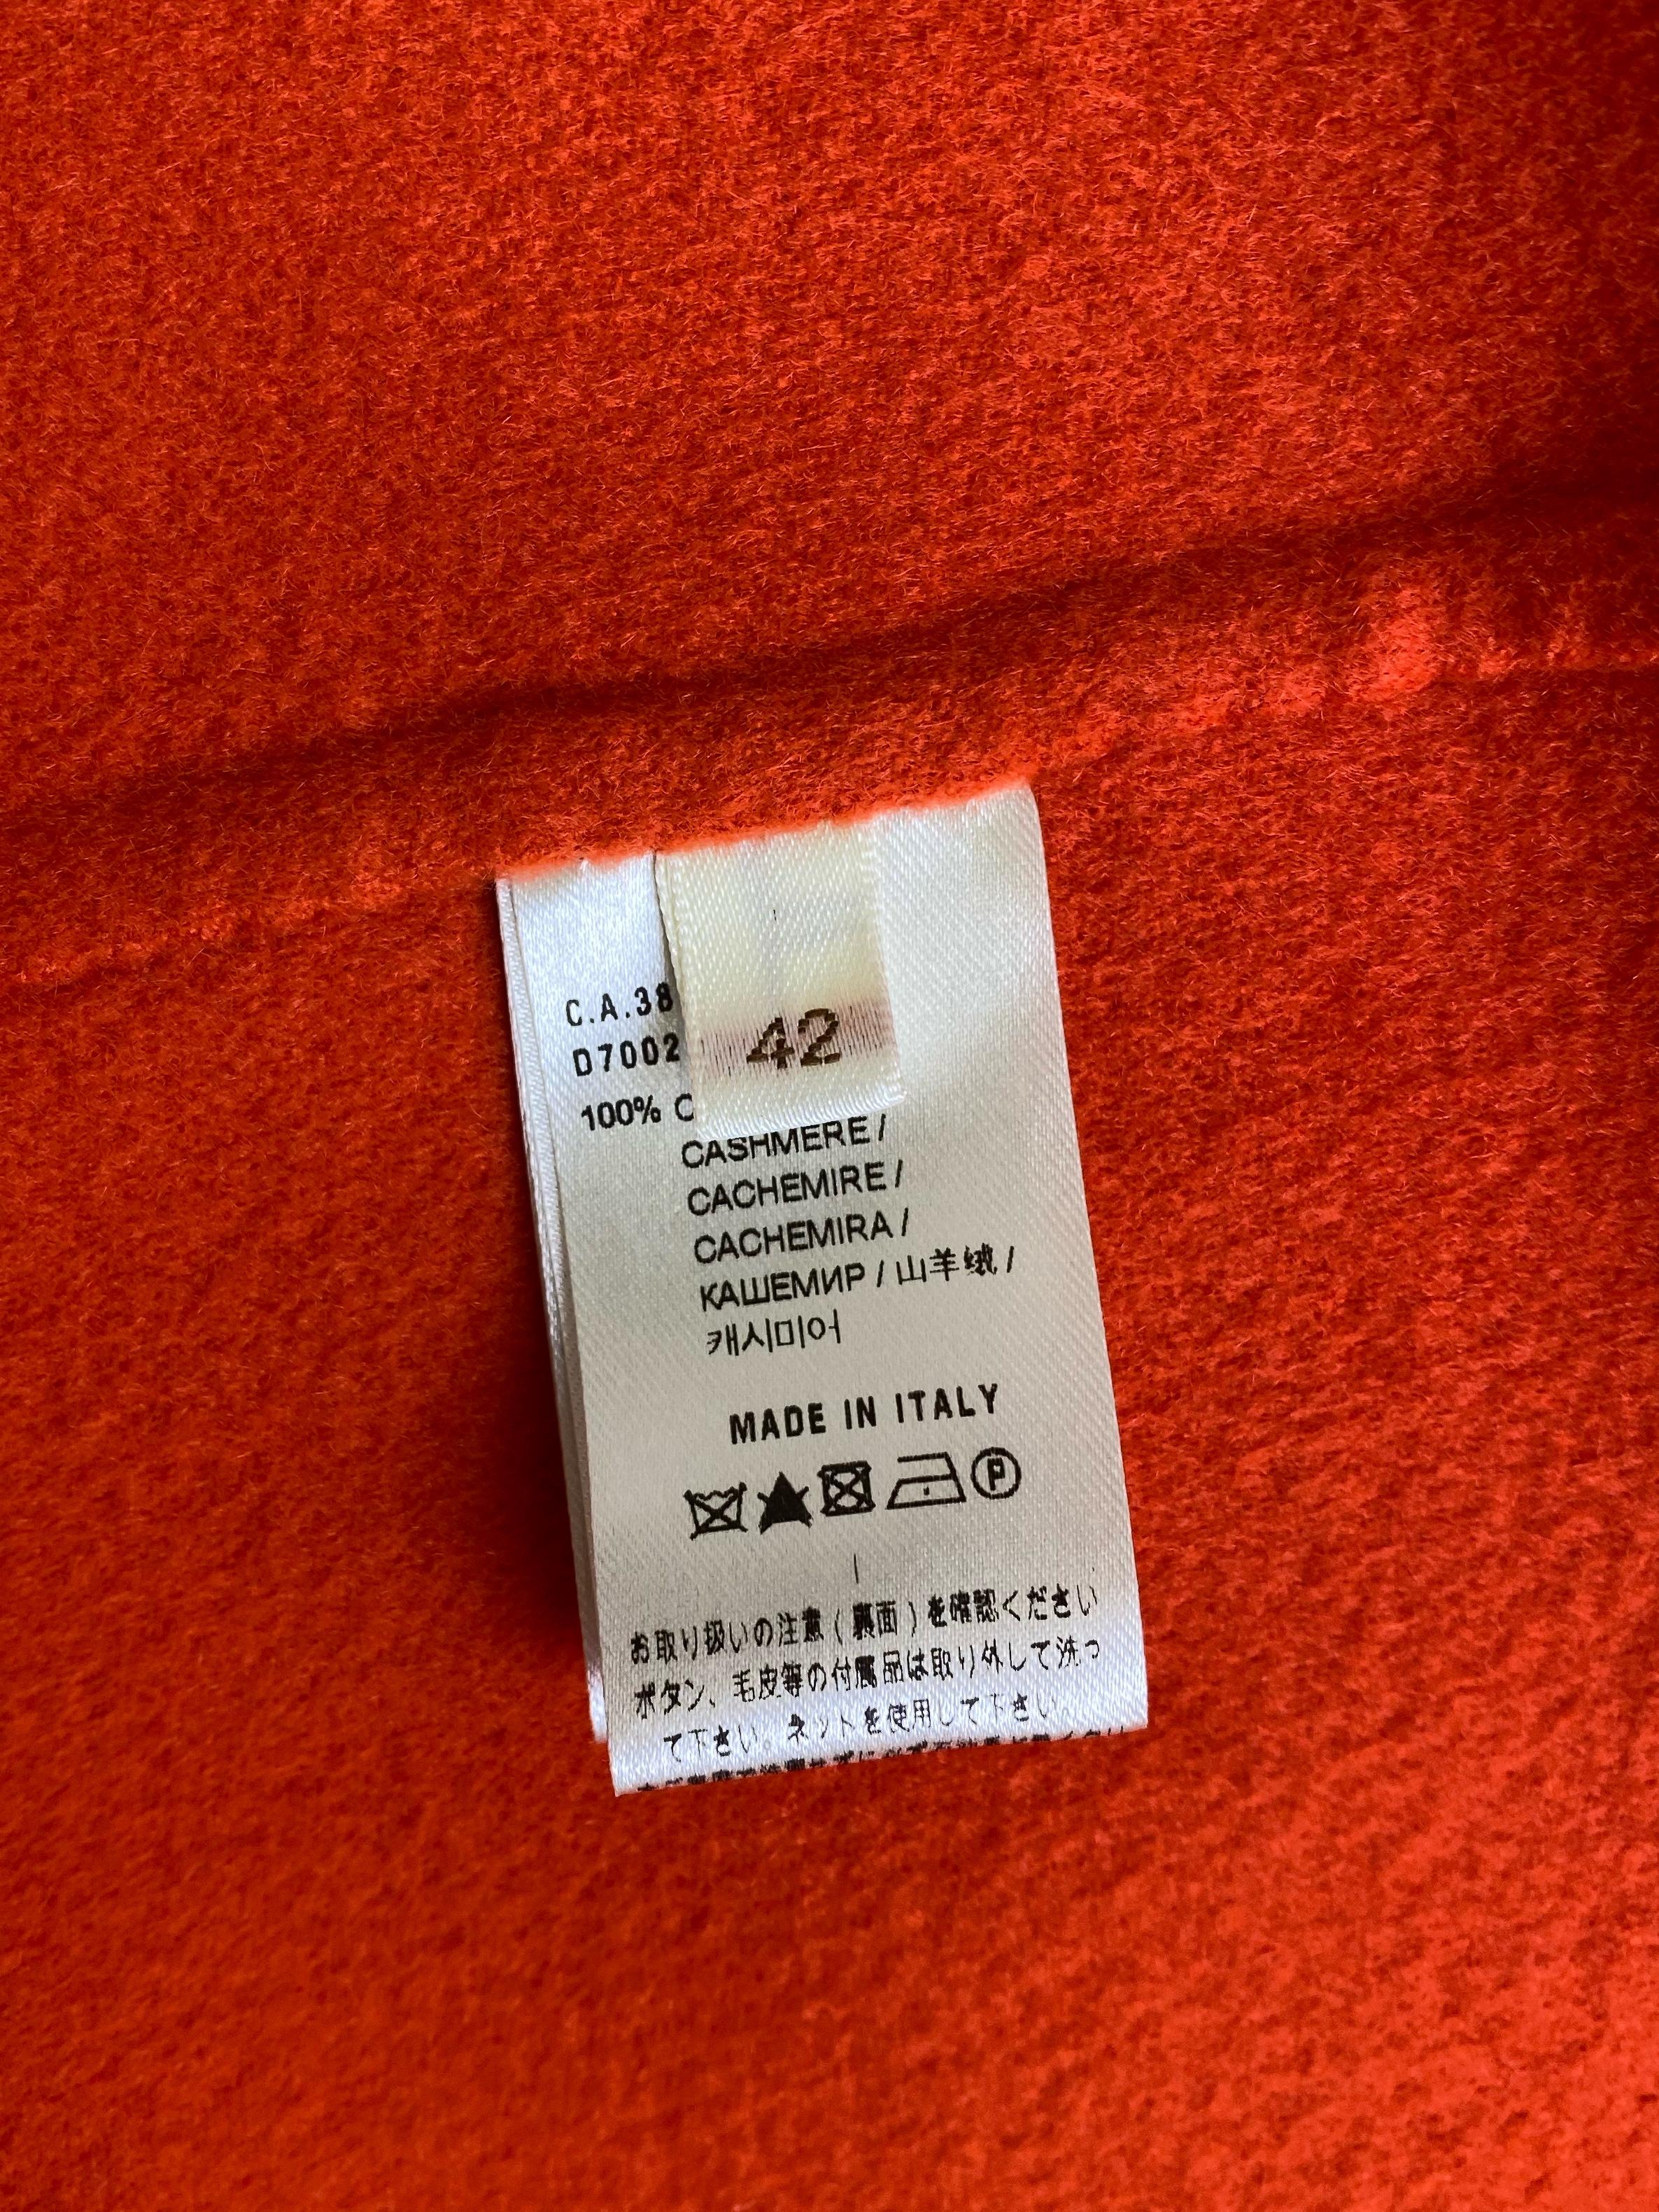 C.A.38
D7002
42
100% C
CASHMERE /
CACHEMIRE /
CACHEMIRA /
КАШЕМИР / 山羊绒 /
캐시미어
MADE IN ITALY
P
お取り扱いの注意 ( 裏面 ) を確認ください
ボタン、毛皮等の付属品は取り外して洗っ
て下さい。ネットを使用して下さい。